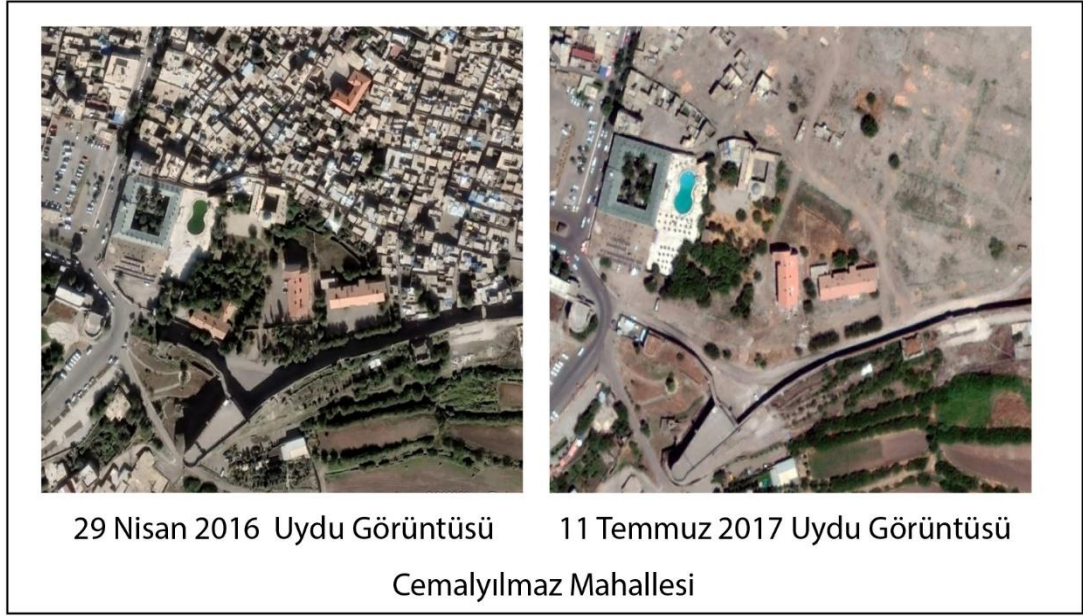 29 Nisan 2016 Uydu Görüntüsü
11 Temmuz 2017 Uydu Görüntüsü
Cemalyılmaz Mahallesi